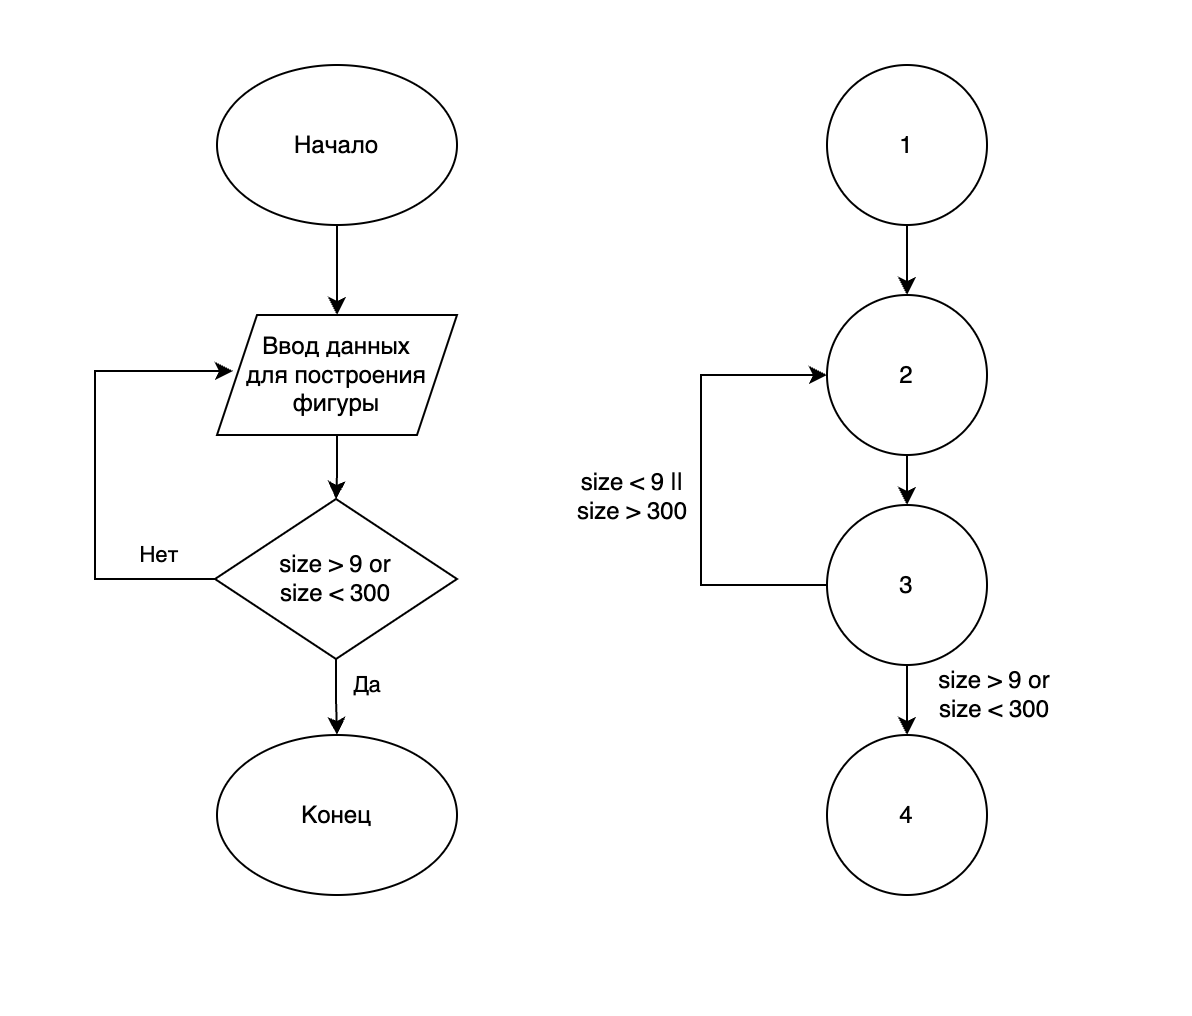 Начало
Ввод данных
для построения
фигуры
Нет
size > 9 or
size < 300
Да
Конец
1
2
size < 9 ||
size > 300
3
size > 9 or
size < 300
4